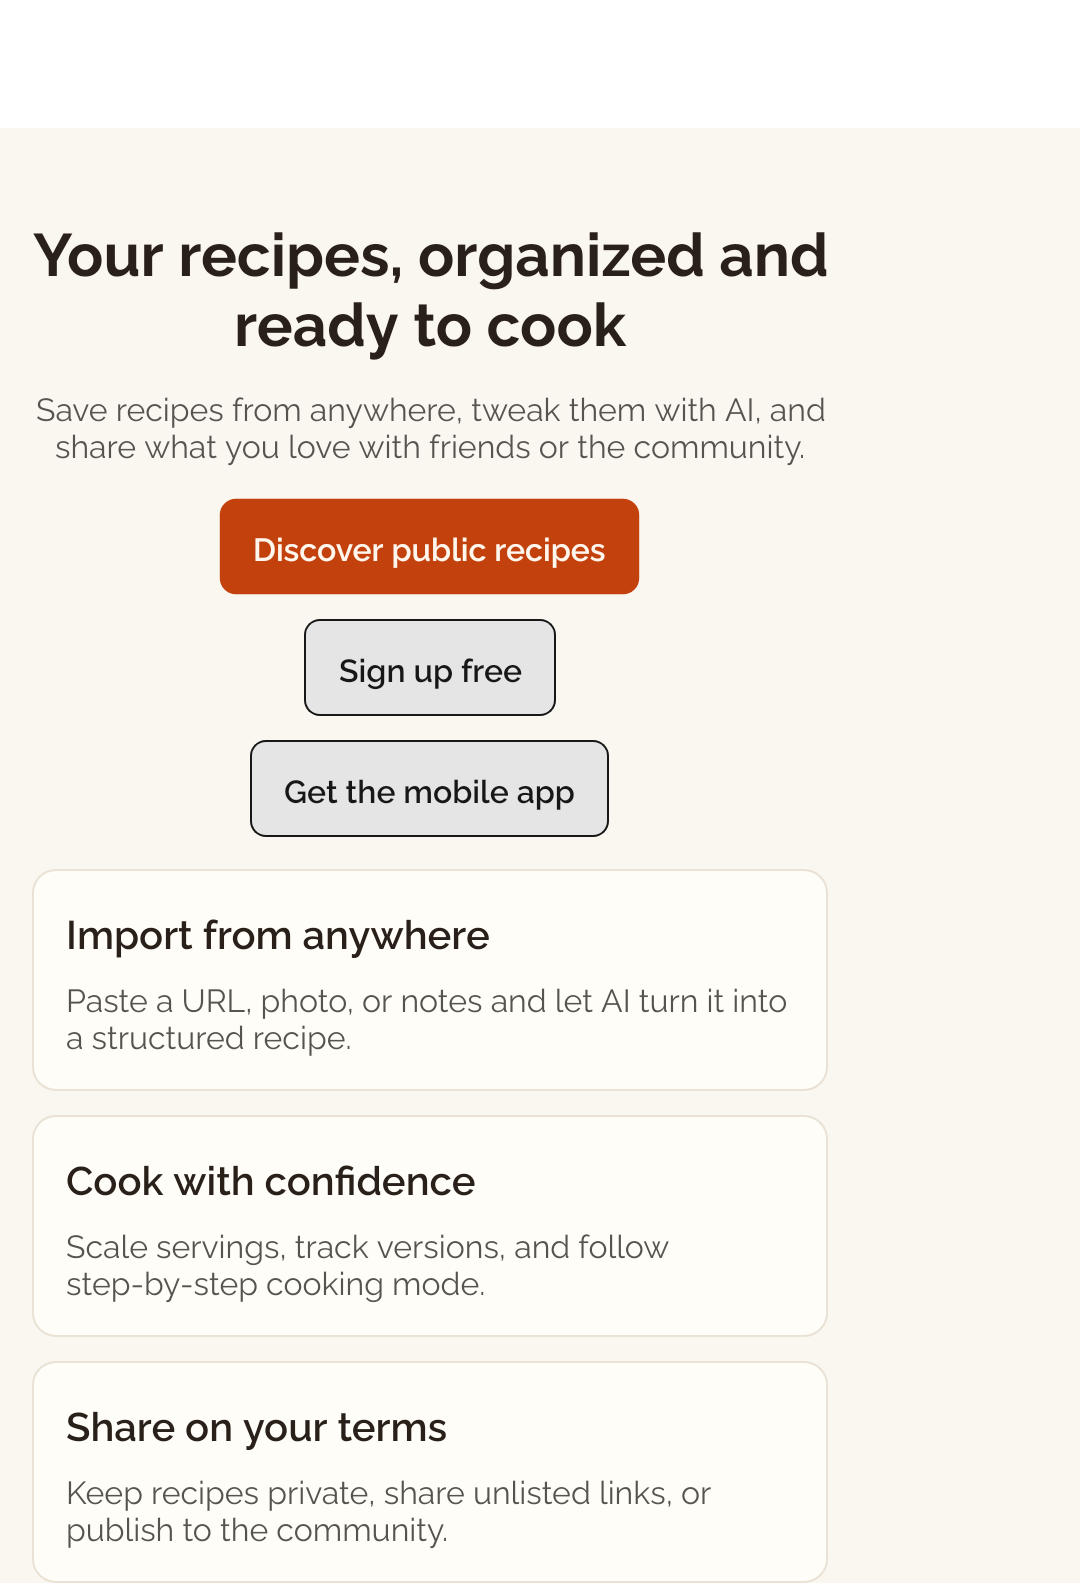 Your recipes, organized and
ready to cook
Save recipes from anywhere, tweak them with AI, and
share what you love with friends or the community.
Discover public recipes
Sign up free
Get the mobile app
Import from anywhere
Paste a URL, photo, or notes and let AI turn it into
a structured recipe.
Cook with confidence
Scale servings, track versions, and follow
step-by-step cooking mode.
Share on your terms
Keep recipes private, share unlisted links, or
publish to the community.